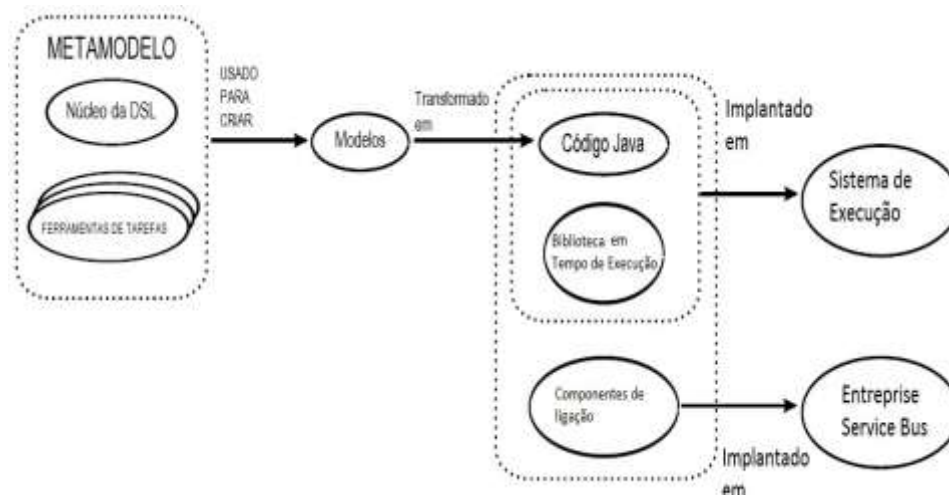 METAMODELO
Núcleo da DSL
FERRAMENTAS DE TAREFAS
USADO
PARA
CRIAR
Modelos
Transformado
em
Código Java
Biblioteca em
Tempo de Execução
Componentes de
ligação
Implantado
em
Sistema de
Execução
Entreprise
Service Bus
Implantado
em